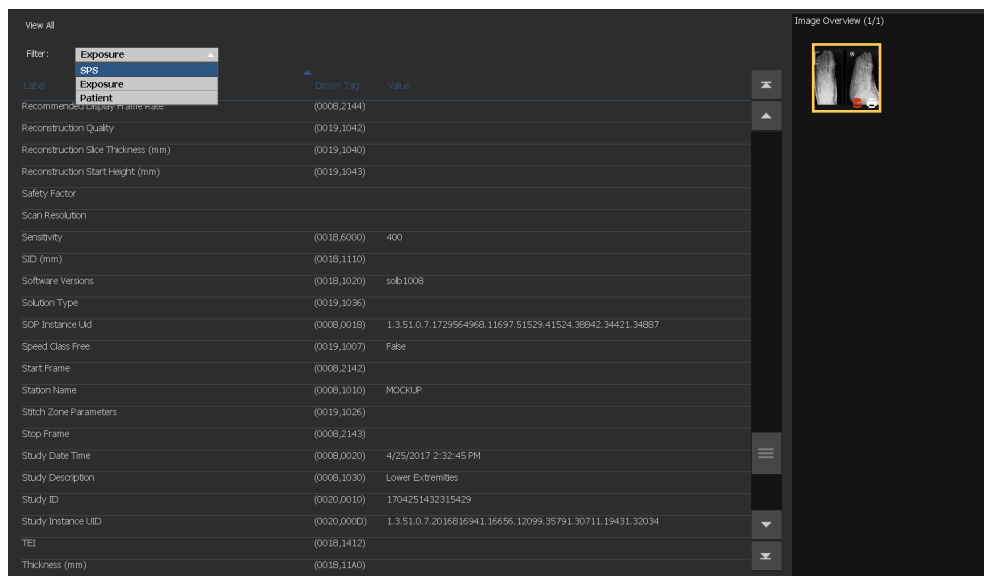 View All
Image Overview (1/1)
Filter: Exposure
SPS
Exposure
Patient
Label Dicom Tag Value
Recommended Display Frame Rate (0008,2144)
Reconstruction Quality (0019,1042)
Reconstruction Slice Thickness (mm) (0019,1040)
Reconstruction Start Height (mm) (0019,1043)
Safety Factor
Scan Resolution
Sensitivity (0018,6000) 400
SID (mm) (0018,1110)
Software Versions (0018,1020) solb1008
Solution Type (0019,1036)
SOP Instance Uid (0008,0018) 1.3.51.0.7.1729564968.11697.51529.41524.38842.34421.34887
Speed Class Free (0019,1007) False
Start Frame (0008,2142)
Station Name (0008,1010) MOCKUP
Stitch Zone Parameters (0019,1026)
Stop Frame (0008,2143)
Study Date Time (0008,0020) 4/25/2017 2:32:45 PM
Study Description (0008,1030) Lower Extremities
Study ID (0020,0010) 1704251432315429
Study Instance UID (0020,000D) 1.3.51.0.7.2016816941.16656.12099.35791.30711.19431.32034
TEI (0018,1412)
Thickness (mm) (0018,11A0)